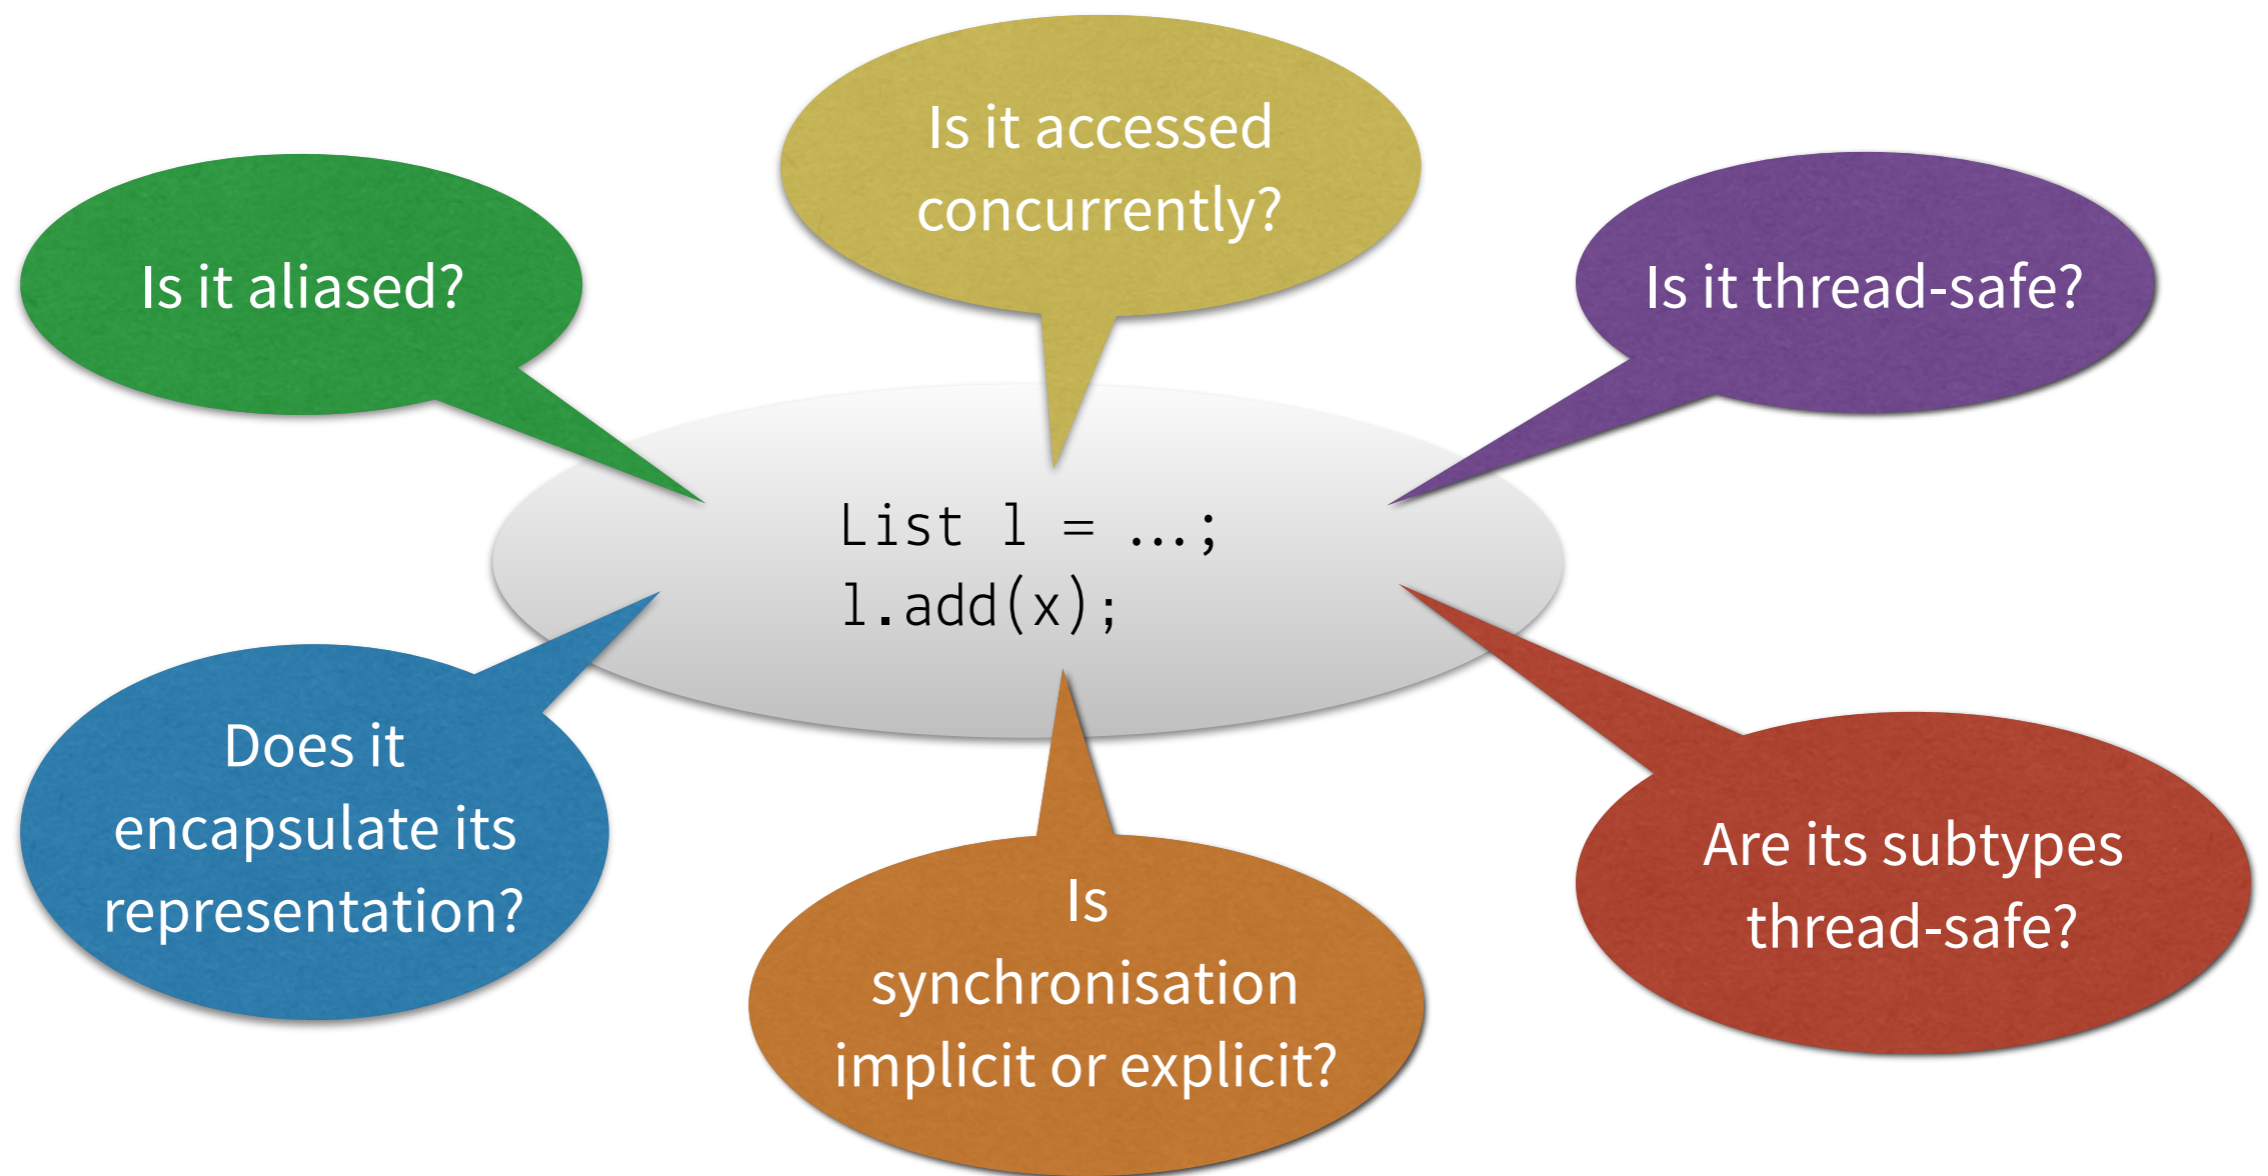 Is it accessed
concurrently?
Is it aliased?
Is it thread-safe?
List l = ...;
l.add(x);
Does it
encapsulate its
representation?
Is
synchronisation
implicit or explicit?
Are its subtypes
thread-safe?